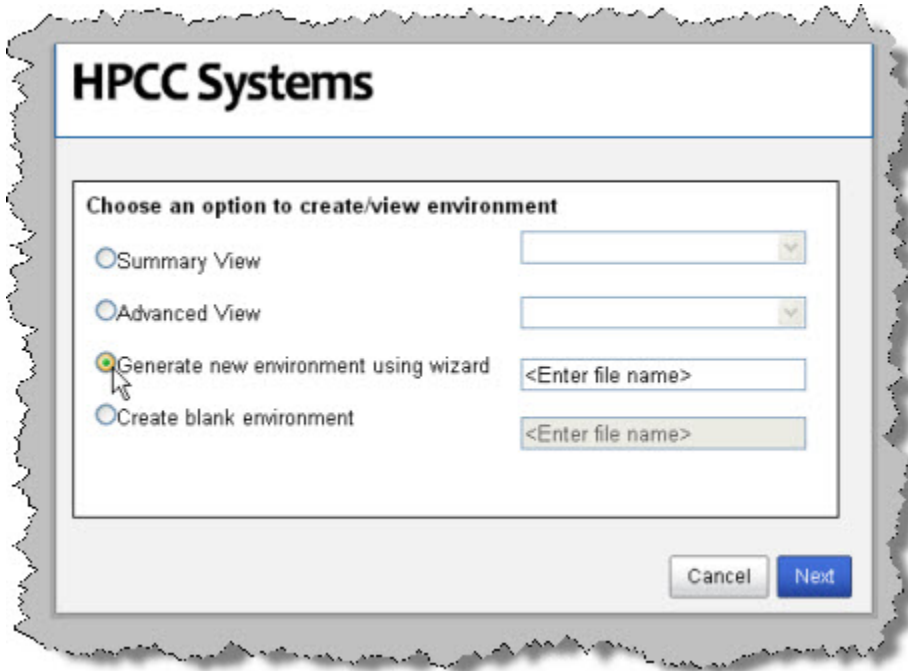 HPCC Systems
Choose an option to create/view environment
Summary View
Advanced View
Generate new environment using wizard
<Enter file name>
Create blank environment
<Enter file name>
Cancel
Next